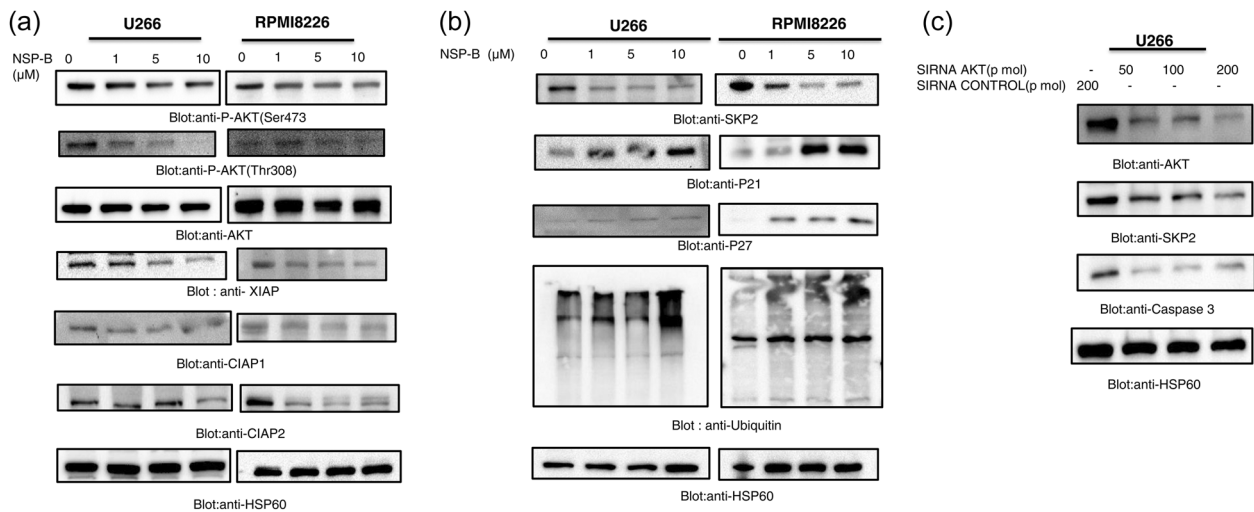 (a)
U266 RPMI8226
NSP-B 0 1 5 10 0 1 5 10
(µM)
Blot:anti-P-AKT(Ser473
Blot:anti-P-AKT(Thr308)
Blot:anti-AKT
Blot : anti- XIAP
Blot:anti-CIAP1
Blot:anti-CIAP2
Blot:anti-HSP60
(b)
U266 RPMI8226
NSP-B (µM) 0 1 5 10 0 1 5 10
Blot:anti-SKP2
Blot:anti-P21
Blot:anti-P27
Blot : anti-Ubiquitin
Blot:anti-HSP60
(c)
U266
SIRNA AKT(p mol) - 50 100 200
SIRNA CONTROL(p mol) 200 - - -
Blot:anti-AKT
Blot:anti-SKP2
Blot:anti-Caspase 3
Blot:anti-HSP60